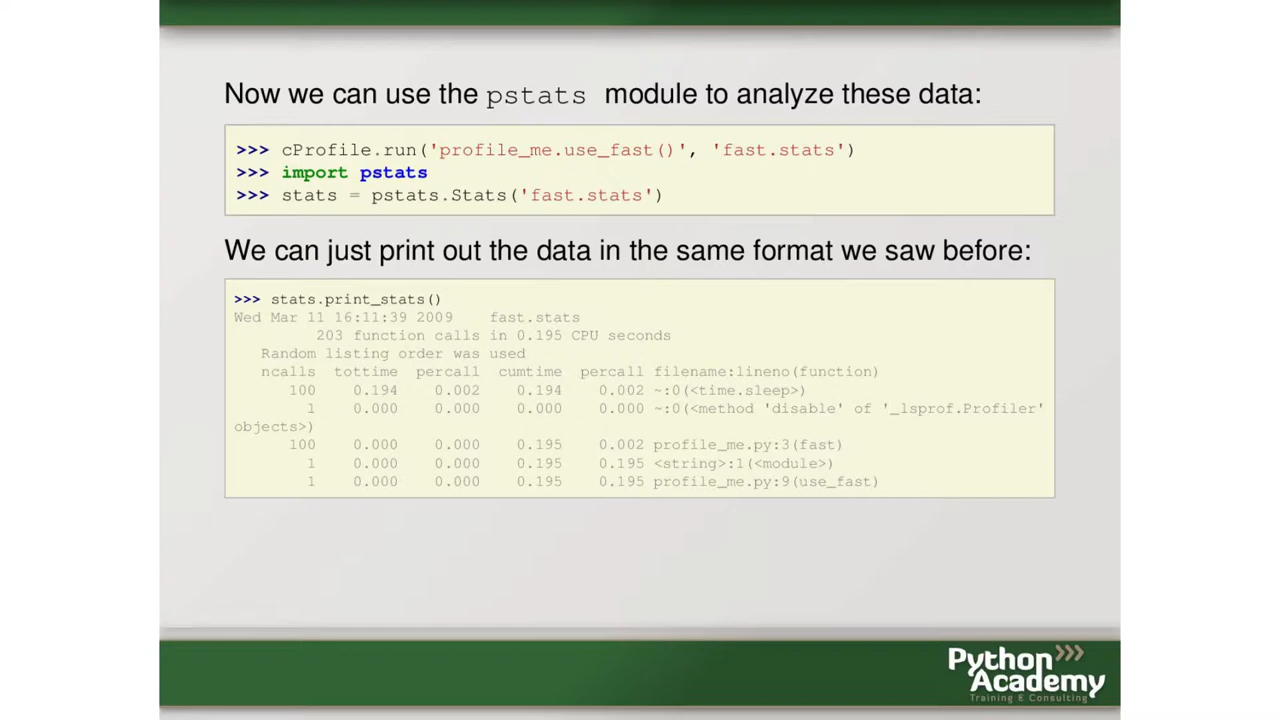 Now we can use the pstats module to analyze these data:
>>> cProfile.run('profile_me.use_fast()', 'fast.stats')
>>> import pstats
>>> stats = pstats.Stats('fast.stats')
We can just print out the data in the same format we saw before:
>>> stats.print_stats()
Wed Mar 11 16:11:39 2009    fast.stats
         203 function calls in 0.195 CPU seconds
   Random listing order was used
   ncalls  tottime  percall  cumtime  percall filename:lineno(function)
      100    0.194    0.002    0.194    0.002 ~:0(<time.sleep>)
        1    0.000    0.000    0.000    0.000 ~:0(<method 'disable' of '_lsprof.Profiler'
objects>)
      100    0.000    0.000    0.195    0.002 profile_me.py:3(fast)
        1    0.000    0.000    0.195    0.195 <string>:1(<module>)
        1    0.000    0.000    0.195    0.195 profile_me.py:9(use_fast)
Python
Academy
Training & Consulting